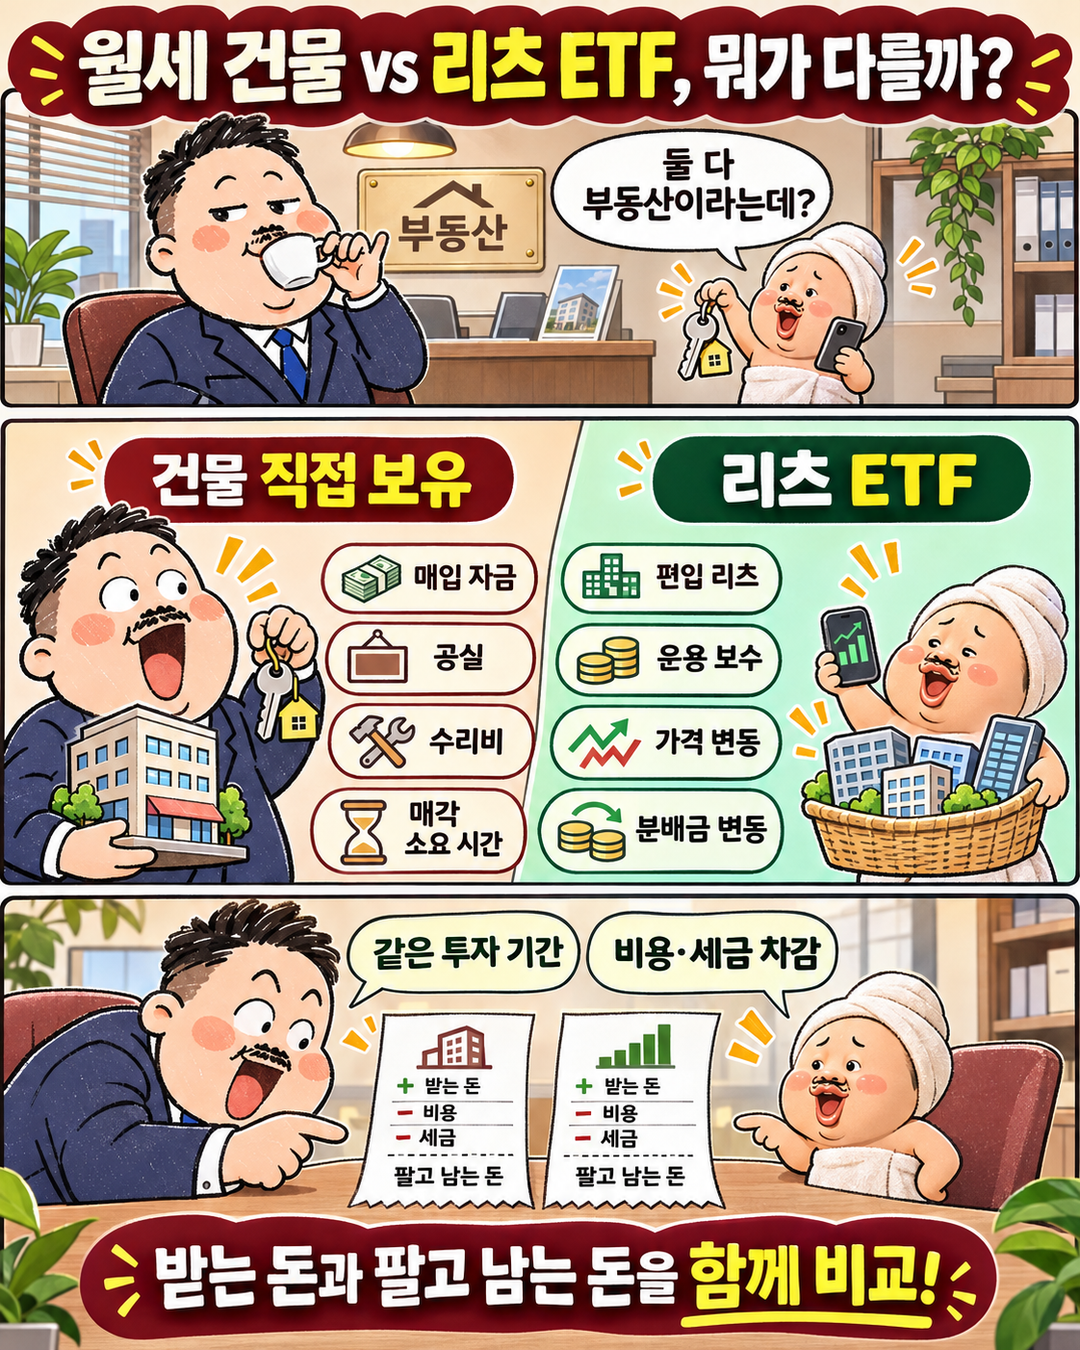 월세 건물 vs 리츠 ETF, 뭐가 다를까?
부동산
둘 다
부동산이라는데?
건물 직접 보유
매입 자금
공실
수리비
매각
소요 시간
리츠 ETF
편입 리츠
운용 보수
가격 변동
분배금 변동
같은 투자 기간
비용·세금 차감
+ 받는 돈
- 비용
- 세금
팔고 남는 돈
+ 받는 돈
- 비용
- 세금
팔고 남는 돈
받는 돈과 팔고 남는 돈을 함께 비교!